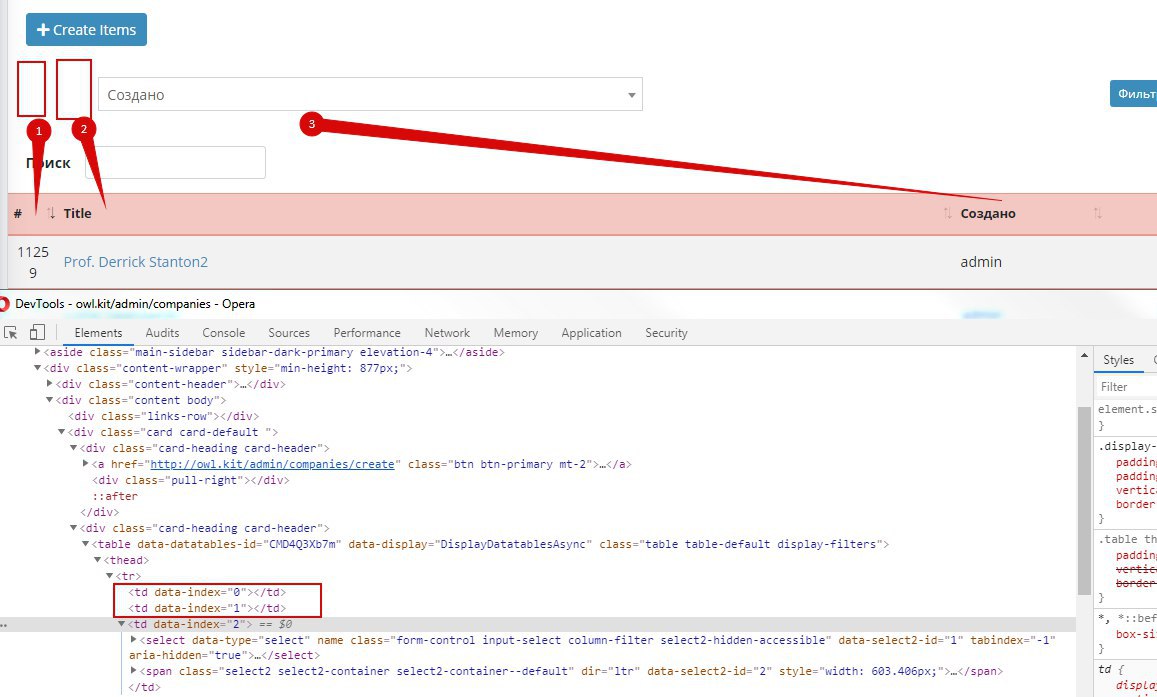 Create Items
Создано
Фильт
1
2
3
Поиск
# Title Создано
1125
9
Prof. Derrick Stanton2 admin
DevTools - owl.kit/admin/companies - Opera
Elements Audits Console Sources Performance Network Memory Application Security
<aside class="main-sidebar sidebar-dark-primary elevation-4">…</aside>
<div class="content-wrapper" style="min-height: 877px;">
<div class="content-header">…</div>
<div class="content body">
<div class="links-row"></div>
<div class="card card-default ">
<div class="card-heading card-header">
<a href="http://owl.kit/admin/companies/create" class="btn btn-primary mt-2">…</a>
<div class="pull-right"></div>
::after
</div>
<div class="card-heading card-header">
<table data-datatables-id="CMD4Q3Xb7m" data-display="DisplayDatatablesAsync" class="table table-default display-filters">
<thead>
<tr>
<td data-index="0"></td>
<td data-index="1"></td>
<td data-index="2"> == $0
<select data-type="select" name class="form-control input-select column-filter select2-hidden-accessible" data-select2-id="1" tabindex="-1"
aria-hidden="true">…</select>
<span class="select2 select2-container select2-container--default" dir="ltr" data-select2-id="2" style="width: 603.406px;">…</span>
</td>
Styles
Filter
element.s
}
.display-
padding
padding
vertica
border
}
.table th
padding
vertic
border
}
*, *::bef
box-siz
}
td {
display